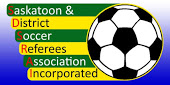 Saskatoon &
District
Soccer
Referees
Association
Incorporated